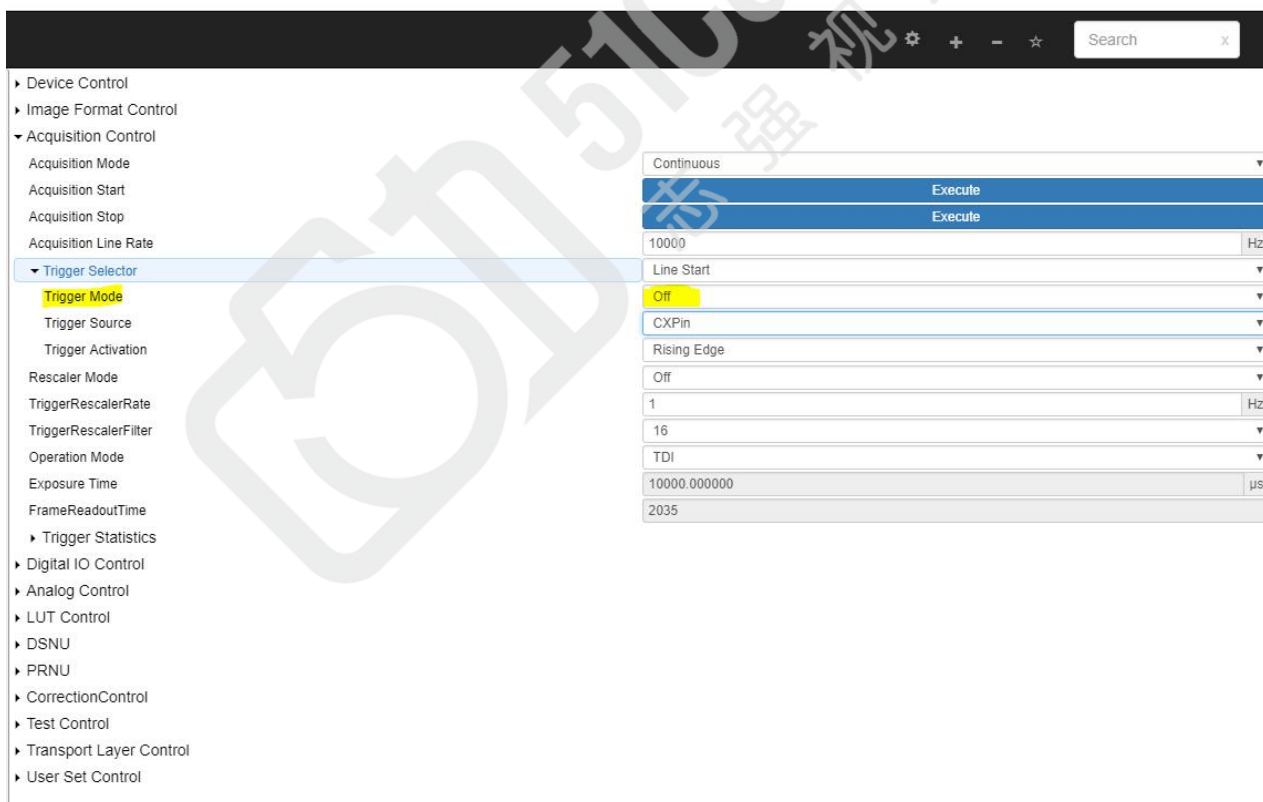 Search x
Device Control
Image Format Control
Acquisition Control
Acquisition Mode Continuous
Acquisition Start Execute
Acquisition Stop Execute
Acquisition Line Rate 10000 Hz
Trigger Selector Line Start
Trigger Mode Off
Trigger Source CXPin
Trigger Activation Rising Edge
Rescaler Mode Off
TriggerRescalerRate 1 Hz
TriggerRescalerFilter 16
Operation Mode TDI
Exposure Time 10000.000000 µs
FrameReadoutTime 2035
Trigger Statistics
Digital IO Control
Analog Control
LUT Control
DSNU
PRNU
CorrectionControl
Test Control
Transport Layer Control
User Set Control
志强视